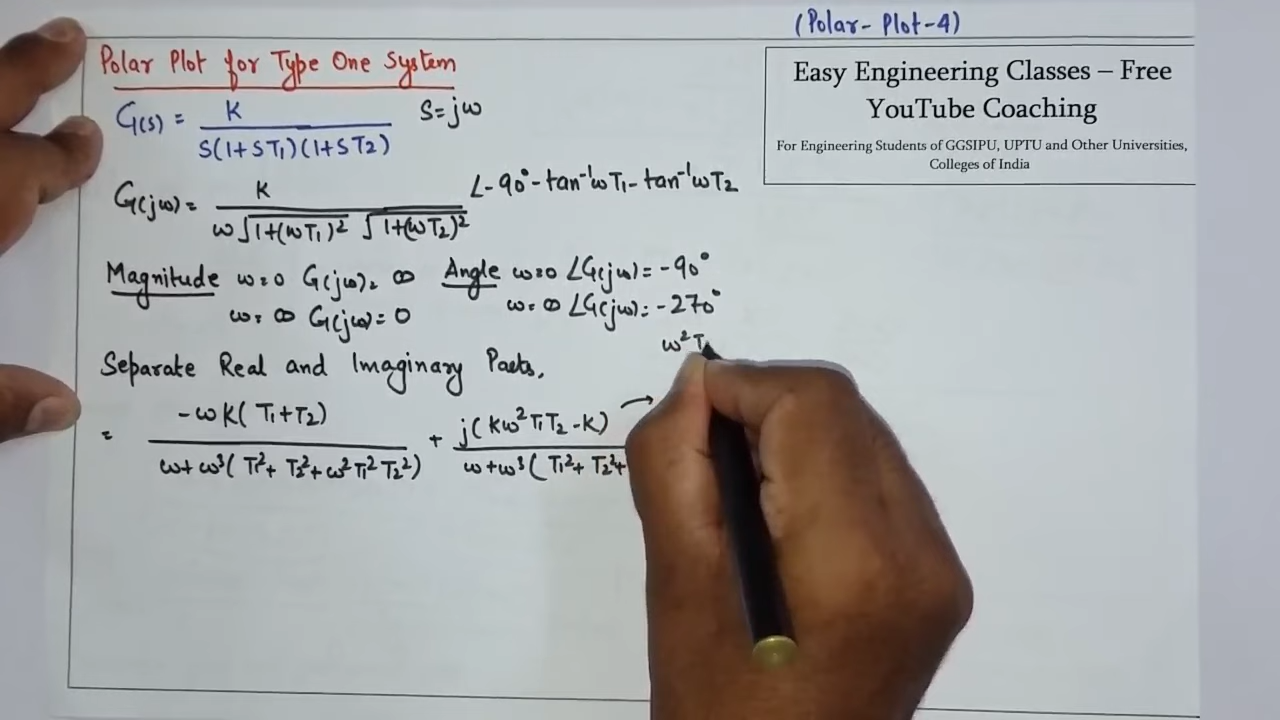 (Polar- Plot-4)
Polar Plot for Type One System
Easy Engineering Classes – Free
YouTube Coaching
For Engineering Students of GGSIPU, UPTU and Other Universities,
Colleges of India
G(s) = K / S(1+ST₁)(1+ST₂) S=jω
G(jω)= K / ω√1+(ωT₁)² √1+(ωT₂)² ∠-90°-tan⁻¹ωT₁-tan⁻¹ωT₂
Magnitude ω=0 G(jω)= ∞ Angle ω=0 ∠G(jω)=-90°
ω=∞ G(jω)=0 ω=∞ ∠G(jω)=-270°
ω²T
Separate Real and Imaginary Parts.
= -ωK(T₁+T₂) / ω+ω³(T₁²+T₂²+ω²T₁²T₂²) + j(Kω²T₁T₂-K) / ω+ω³(T₁²+T₂²+ →